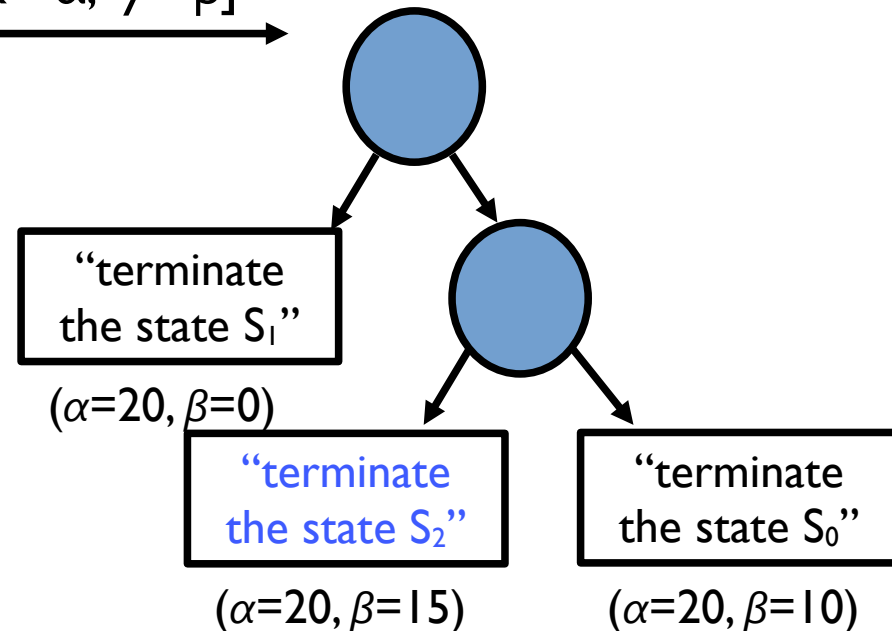 α, y=β]
“terminate
the state S₁”
(α=20, β=0)
“terminate
the state S₂”
(α=20, β=15)
“terminate
the state S₀”
(α=20, β=10)